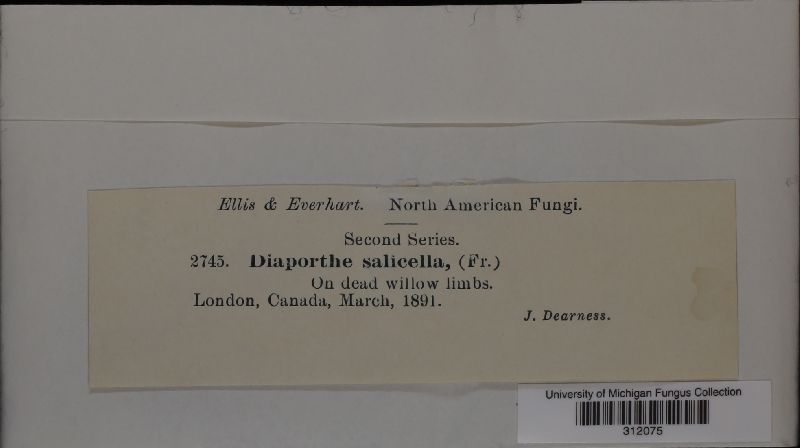 Ellis & Everhart. North American Fungi.
Second Series.
2745. Diaporthe salicella, (Fr.)
On dead willow limbs.
London, Canada, March, 1891.
J. Dearness.
University of Michigan Fungus Collection
312075